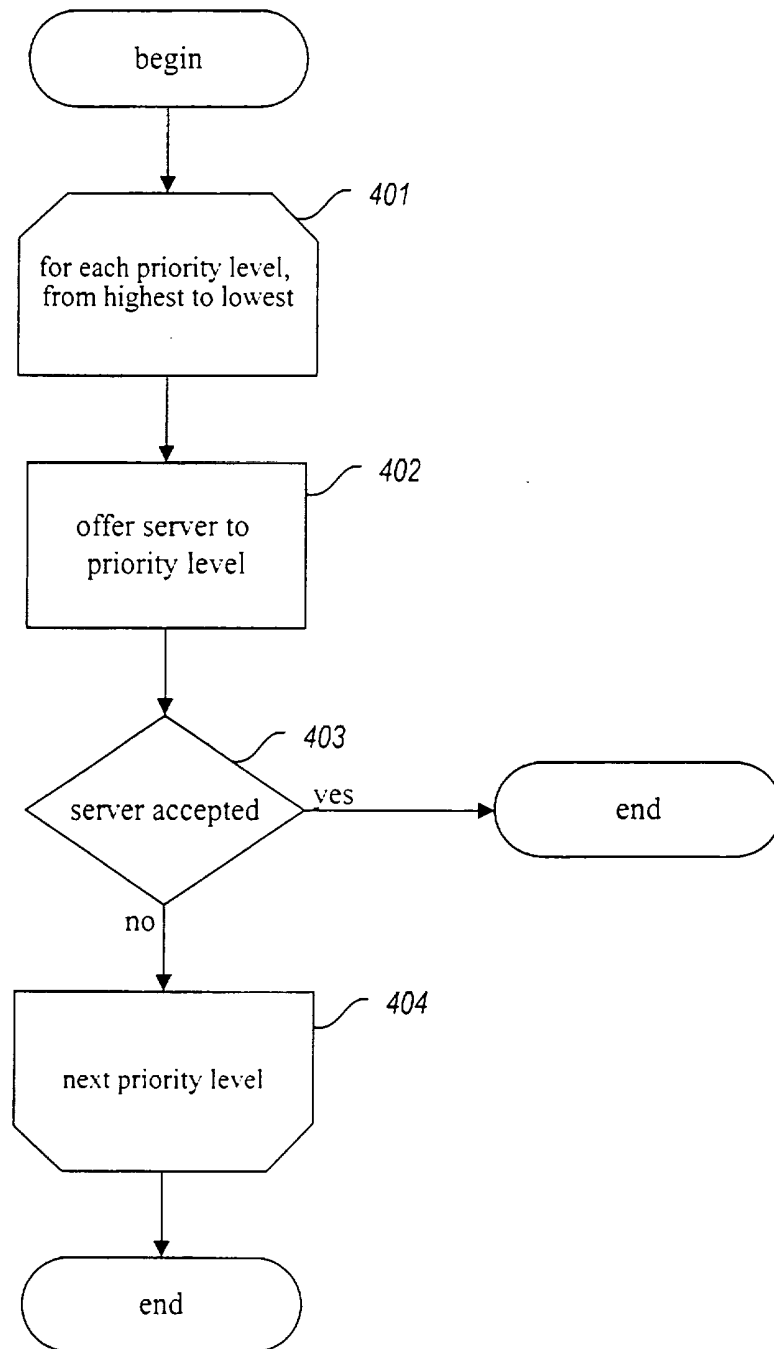 begin
401
for each priority level,
from highest to lowest
402
offer server to
priority level
403
server accepted
yes
end
no
404
next priority level
end